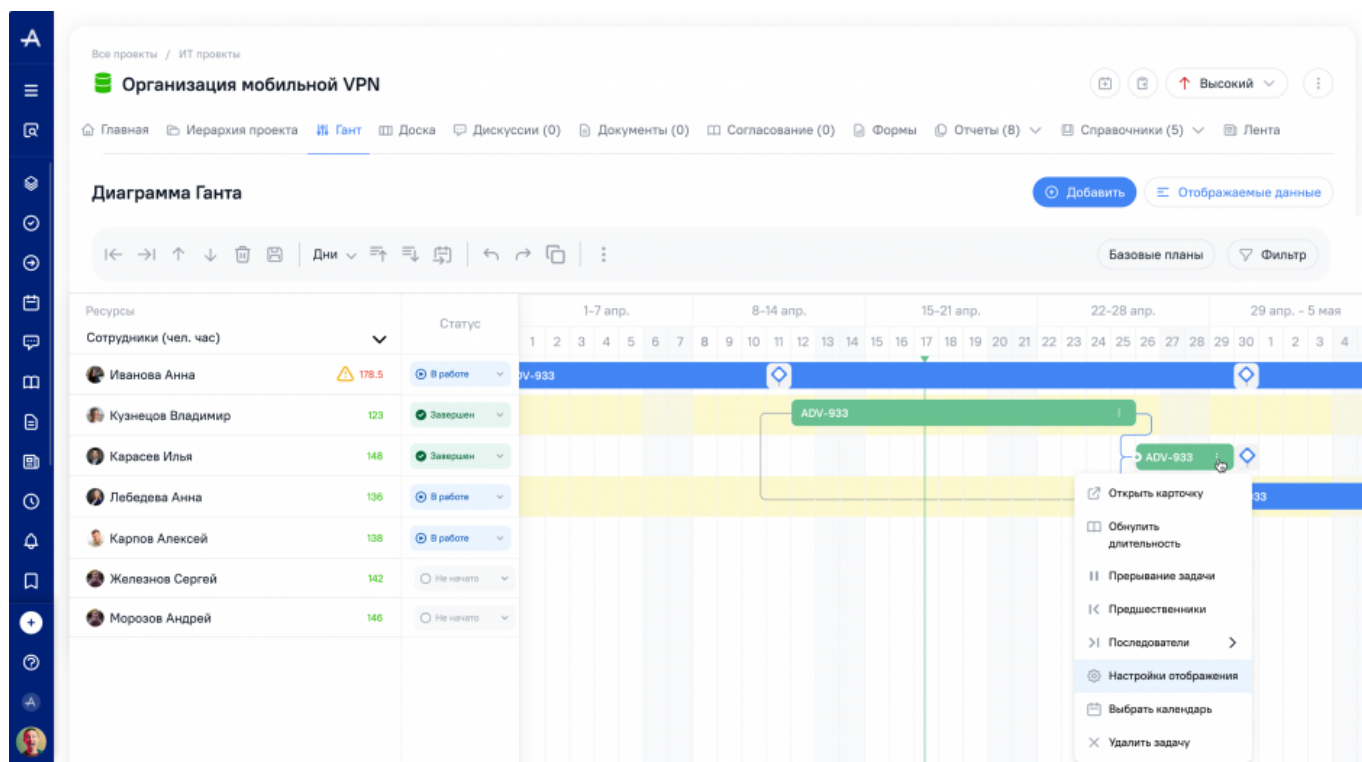 Все проекты / ИТ проекты
Организация мобильной VPN
Высокий
Главная Иерархия проекта Гант Доска Дискуссии (0) Документы (0) Согласование (0) Формы Отчеты (8) Справочники (5) Лента
Диаграмма Ганта
Добавить Отображаемые данные
Дни Базовые планы Фильтр
Ресурсы
Сотрудники (чел. час)
Статус
1-7 апр. 8-14 апр. 15-21 апр. 22-28 апр. 29 апр. - 5 мая
1 2 3 4 5 6 7 8 9 10 11 12 13 14 15 16 17 18 19 20 21 22 23 24 25 26 27 28 29 30 1 2 3 4
Иванова Анна 178.5 В работе DV-933
Кузнецов Владимир 123 Завершен ADV-933
Карасев Илья 148 Завершен ADV-933
Лебедева Анна 136 В работе 933
Карпов Алексей 138 В работе
Железнов Сергей 142 Не начато
Морозов Андрей 146 Не начато
Открыть карточку
Обнулить
длительность
Прерывание задачи
Предшественники
Последователи
Настройки отображения
Выбрать календарь
Удалить задачу